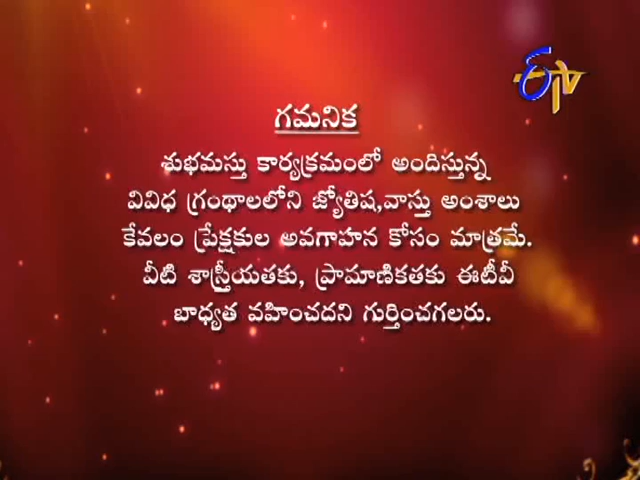 ETV
గమనిక
శుభమస్తు కార్యక్రమంలో అందిస్తున్న
వివిధ గ్రంథాలలోని జ్యోతిష,వాస్తు అంశాలు
కేవలం ప్రేక్షకుల అవగాహన కోసం మాత్రమే.
వీటి శాస్త్రీయతకు, ప్రామాణికతకు ఈటీవీ
బాధ్యత వహించదని గుర్తించగలరు.